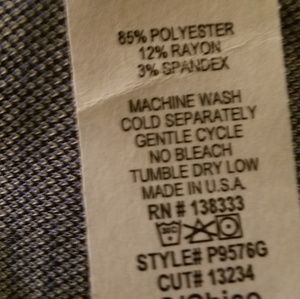 85% POLYESTER
12% RAYON
3% SPANDEX
MACHINE WASH
COLD SEPARATELY
GENTLE CYCLE
NO BLEACH
TUMBLE DRY LOW
MADE IN U.S.A.
RN # 138333
STYLE# P9576G
CUT# 13234